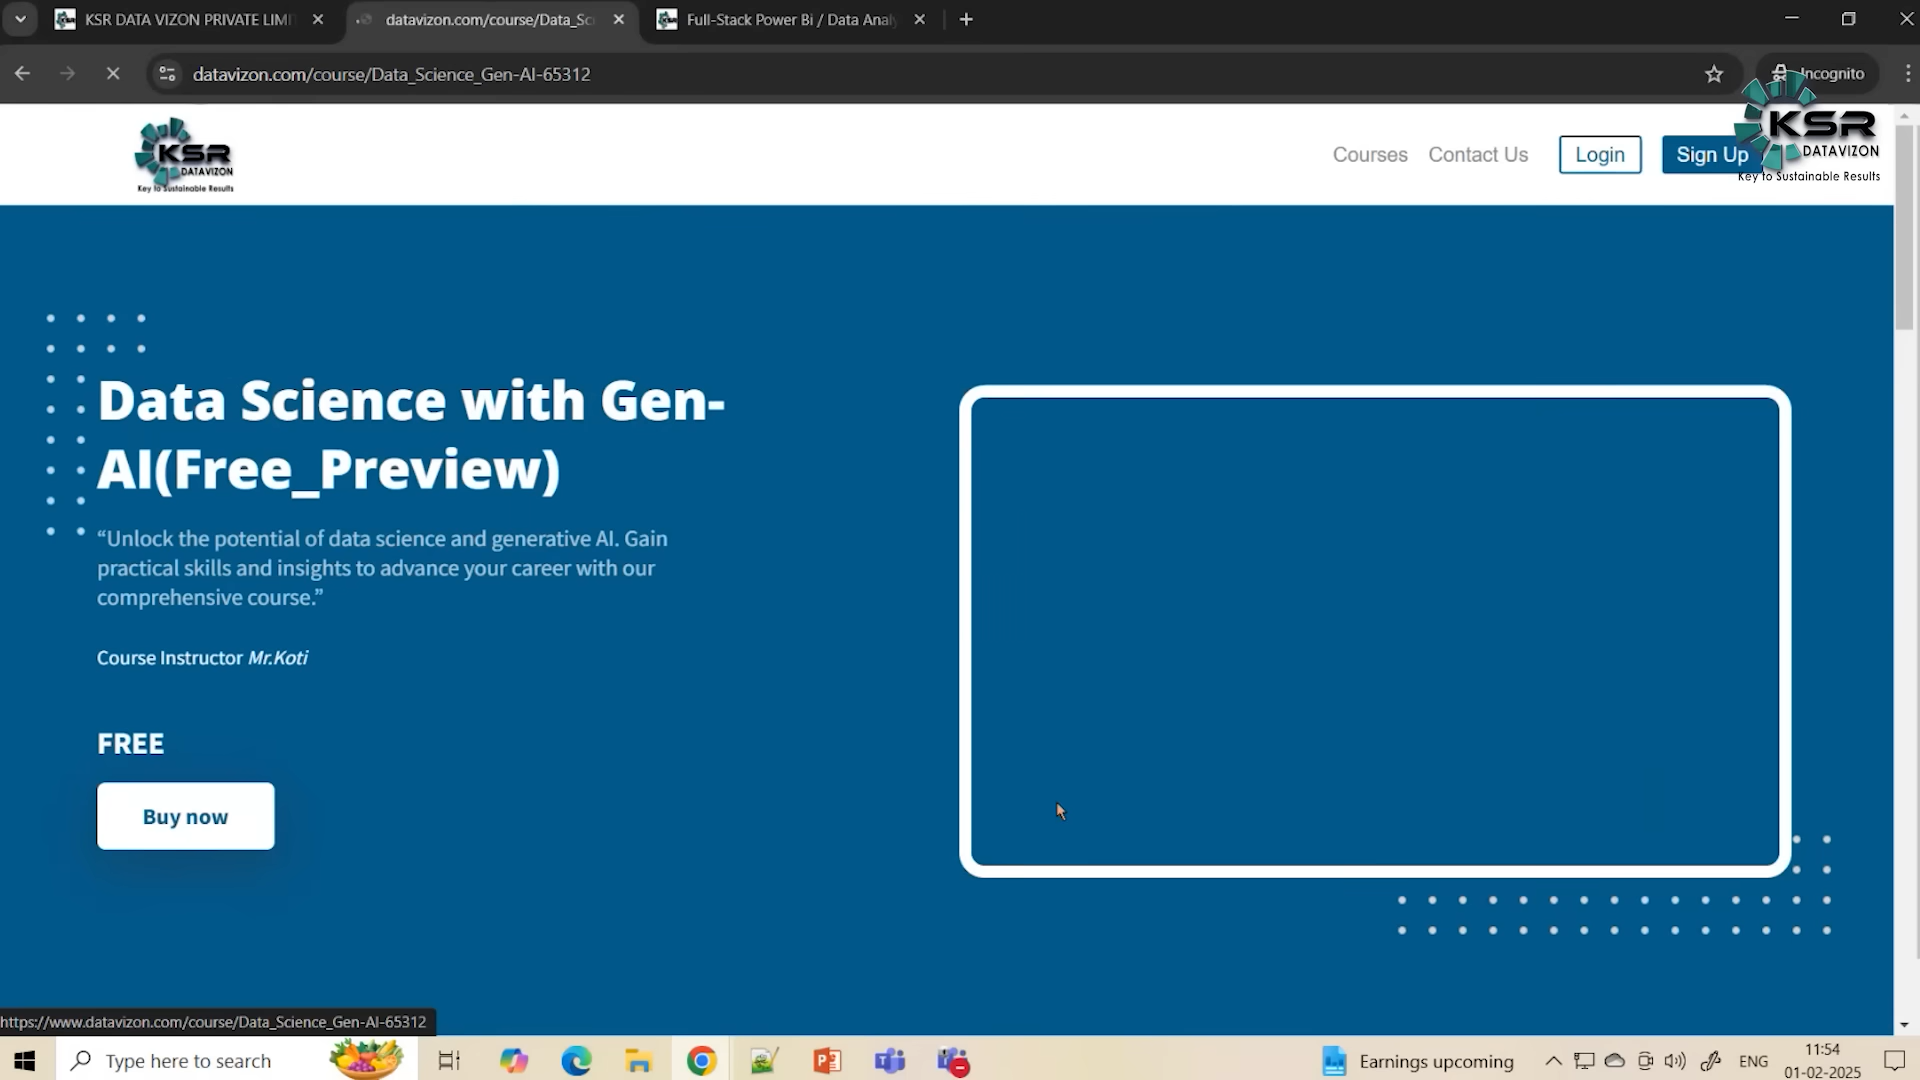 KSR DATA VIZON PRIVATE LIMI
datavizon.com/course/Data_Sc
Full-Stack Power Bi / Data Anal
datavizon.com/course/Data_Science_Gen-AI-65312
Incognito
KSR
DATAVIZON
Key to Sustainable Results
Courses
Contact Us
Login
Sign Up
KSR
DATAVIZON
Key to Sustainable Results
Data Science with Gen-
AI(Free_Preview)
“Unlock the potential of data science and generative AI. Gain
practical skills and insights to advance your career with our
comprehensive course.”
Course Instructor Mr.Koti
FREE
Buy now
https://www.datavizon.com/course/Data_Science_Gen-AI-65312
Type here to search
Earnings upcoming
ENG
11:54
01-02-2025